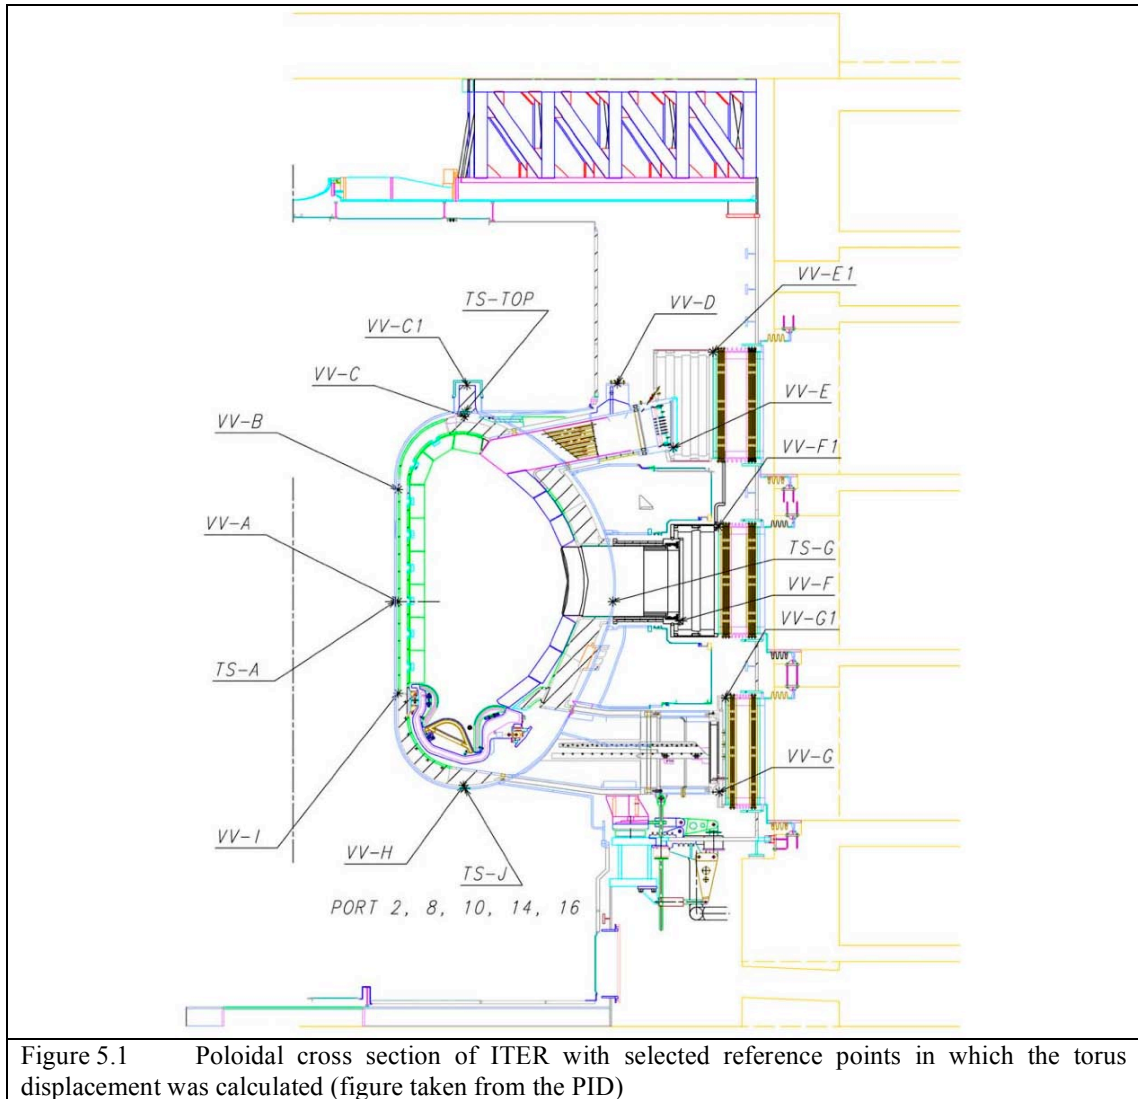 VV-E1
TS-TOP
VV-D
VV-C1
VV-C
VV-E
VV-B
VV-F1
VV-A
TS-G
VV-F
VV-G1
TS-A
VV-G
VV-I
VV-H
TS-J
PORT 2, 8, 10, 14, 16
Figure 5.1 Poloidal cross section of ITER with selected reference points in which the torus
displacement was calculated (figure taken from the PID)